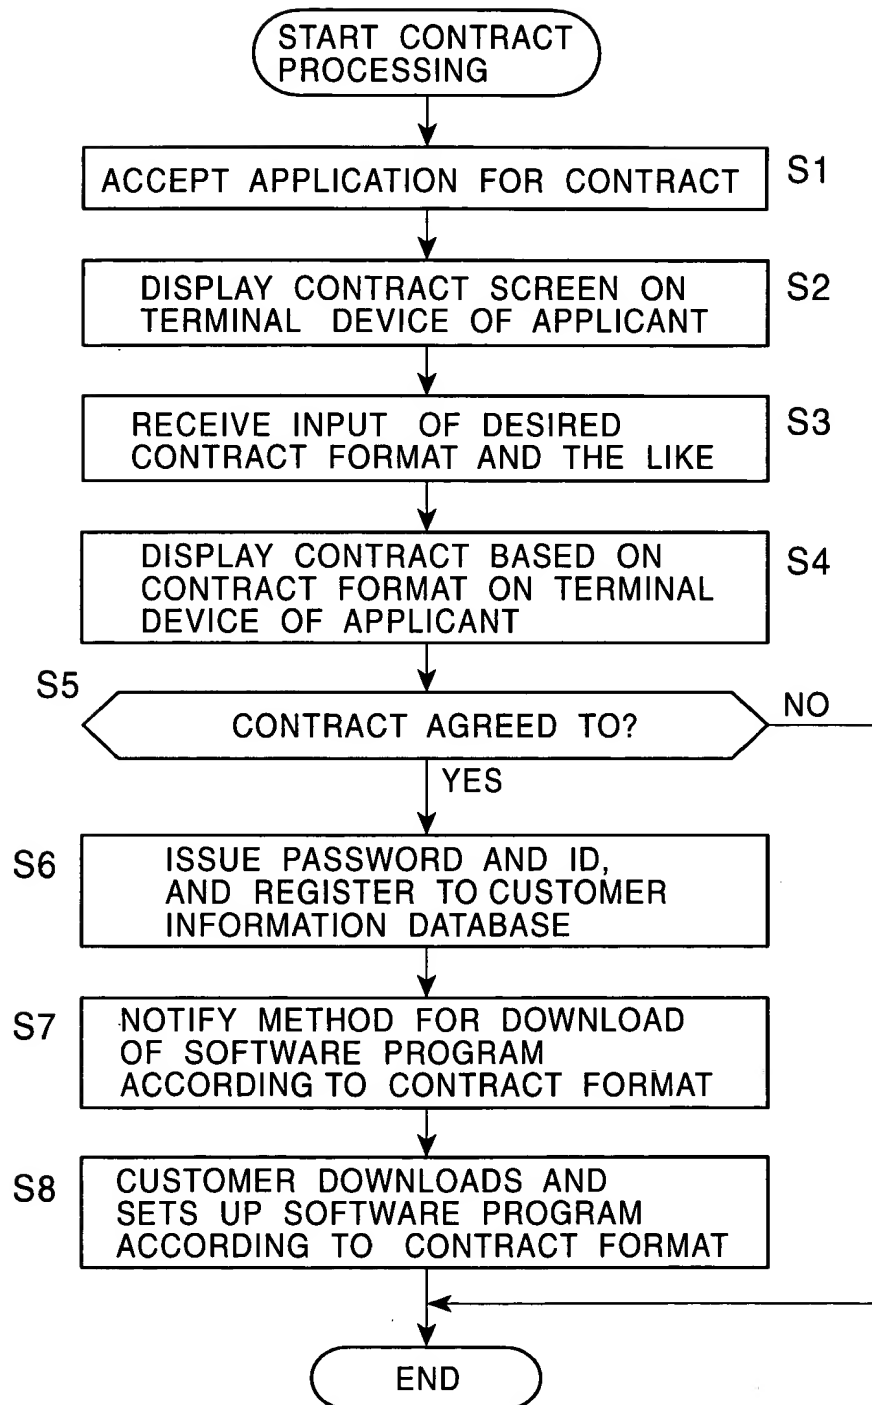 START CONTRACT
PROCESSING
ACCEPT APPLICATION FOR CONTRACT
S1
DISPLAY CONTRACT SCREEN ON
TERMINAL DEVICE OF APPLICANT
S2
RECEIVE INPUT OF DESIRED
CONTRACT FORMAT AND THE LIKE
S3
DISPLAY CONTRACT BASED ON
CONTRACT FORMAT ON TERMINAL
DEVICE OF APPLICANT
S4
S5
CONTRACT AGREED TO?
NO
YES
S6
ISSUE PASSWORD AND ID,
AND REGISTER TO CUSTOMER
INFORMATION DATABASE
S7
NOTIFY METHOD FOR DOWNLOAD
OF SOFTWARE PROGRAM
ACCORDING TO CONTRACT FORMAT
S8
CUSTOMER DOWNLOADS AND
SETS UP SOFTWARE PROGRAM
ACCORDING TO CONTRACT FORMAT
END